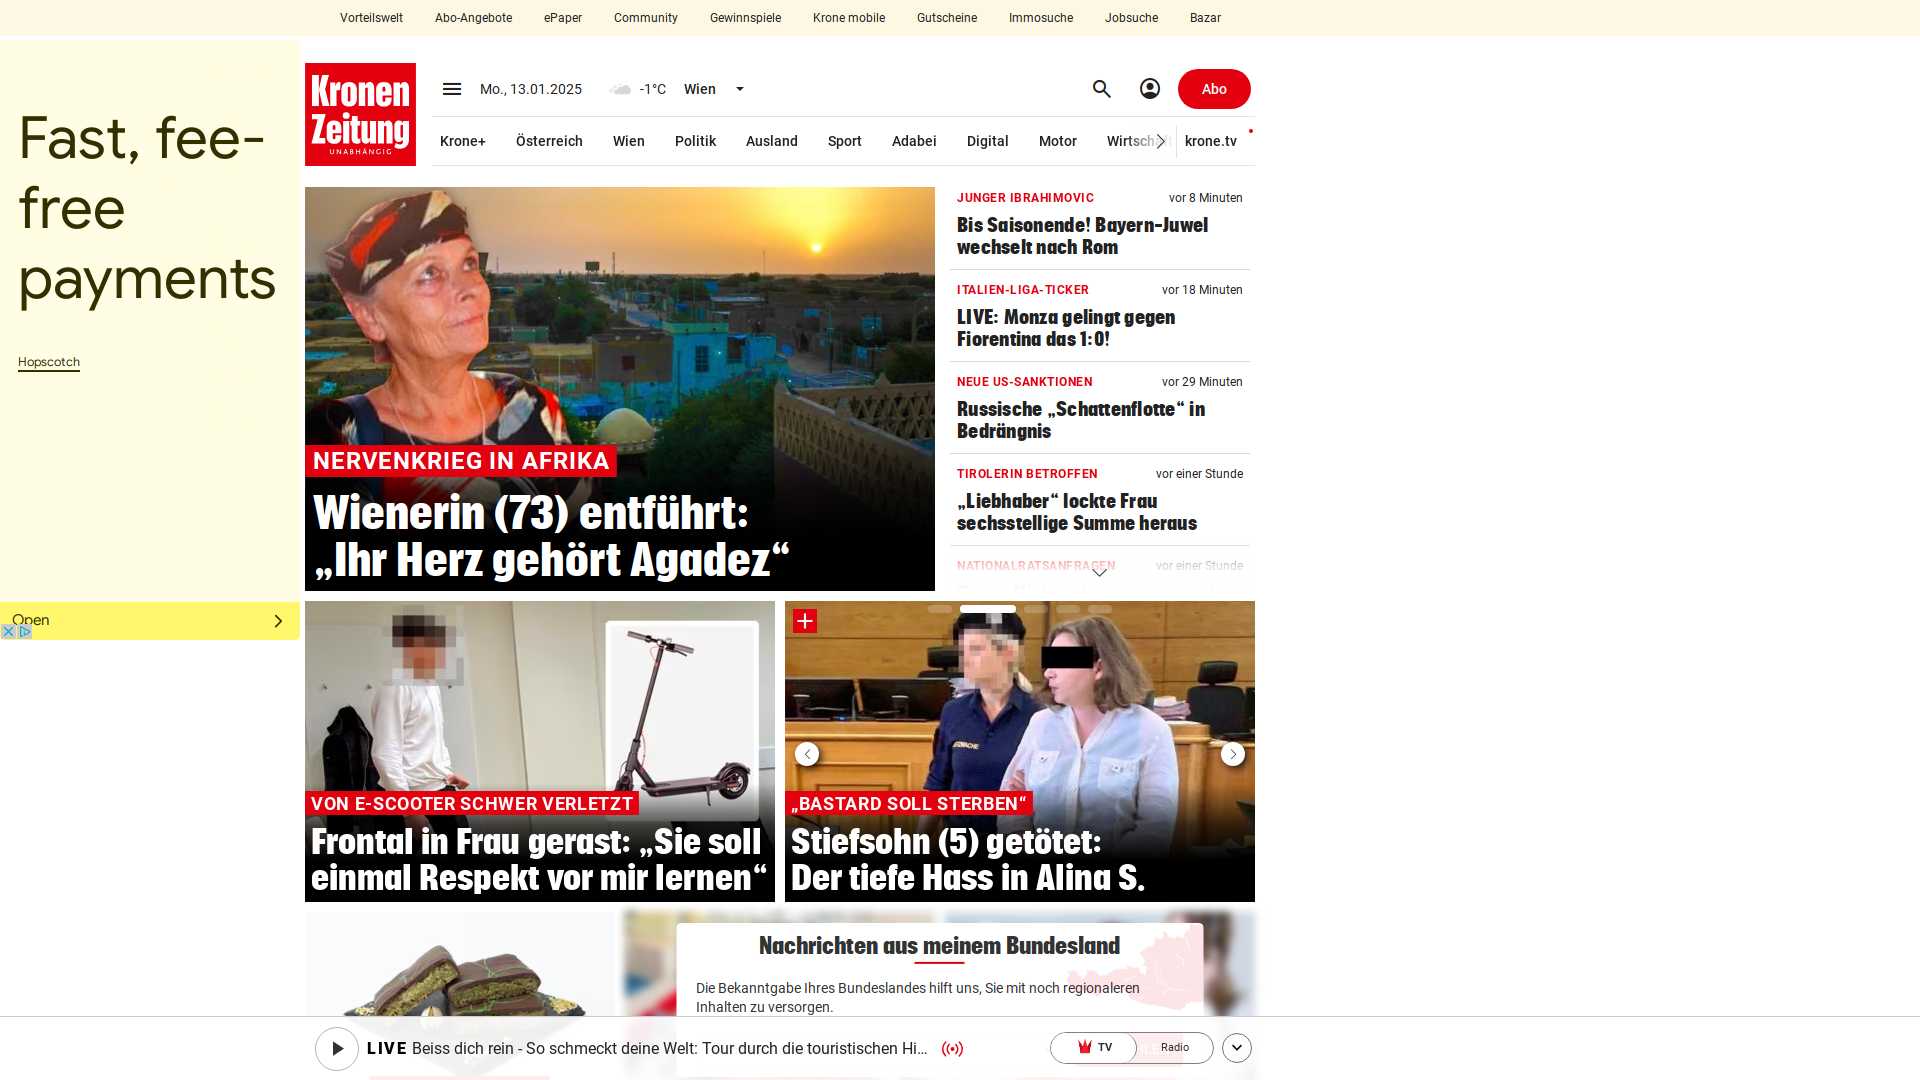 Vorteilswelt Abo-Angebote ePaper Community Gewinnspiele Krone mobile Gutscheine Immosuche Jobsuche Bazar
Fast, fee-
free
payments
Hopscotch
Open
Kronen
Zeitung
UNABHÄNGIG
Mo., 13.01.2025 -1°C Wien
Abo
Krone+ Österreich Wien Politik Ausland Sport Adabei Digital Motor Wirtschaft krone.tv
NERVENKRIEG IN AFRIKA
Wienerin (73) entführt:
„Ihr Herz gehört Agadez“
JUNGER IBRAHIMOVIC vor 8 Minuten
Bis Saisonende! Bayern-Juwel
wechselt nach Rom
ITALIEN-LIGA-TICKER vor 18 Minuten
LIVE: Monza gelingt gegen
Fiorentina das 1:0!
NEUE US-SANKTIONEN vor 29 Minuten
Russische „Schattenflotte“ in
Bedrängnis
TIROLERIN BETROFFEN vor einer Stunde
„Liebhaber“ lockte Frau
sechsstellige Summe heraus
NATIONALRATSANFRAGEN vor einer Stunde
VON E-SCOOTER SCHWER VERLETZT
Frontal in Frau gerast: „Sie soll
einmal Respekt vor mir lernen“
„BASTARD SOLL STERBEN“
Stiefsohn (5) getötet:
Der tiefe Hass in Alina S.
Nachrichten aus meinem Bundesland
Die Bekanntgabe Ihres Bundeslandes hilft uns, Sie mit noch regionaleren
Inhalten zu versorgen.
LIVE Beiss dich rein - So schmeckt deine Welt: Tour durch die touristischen Hi...
TV Radio